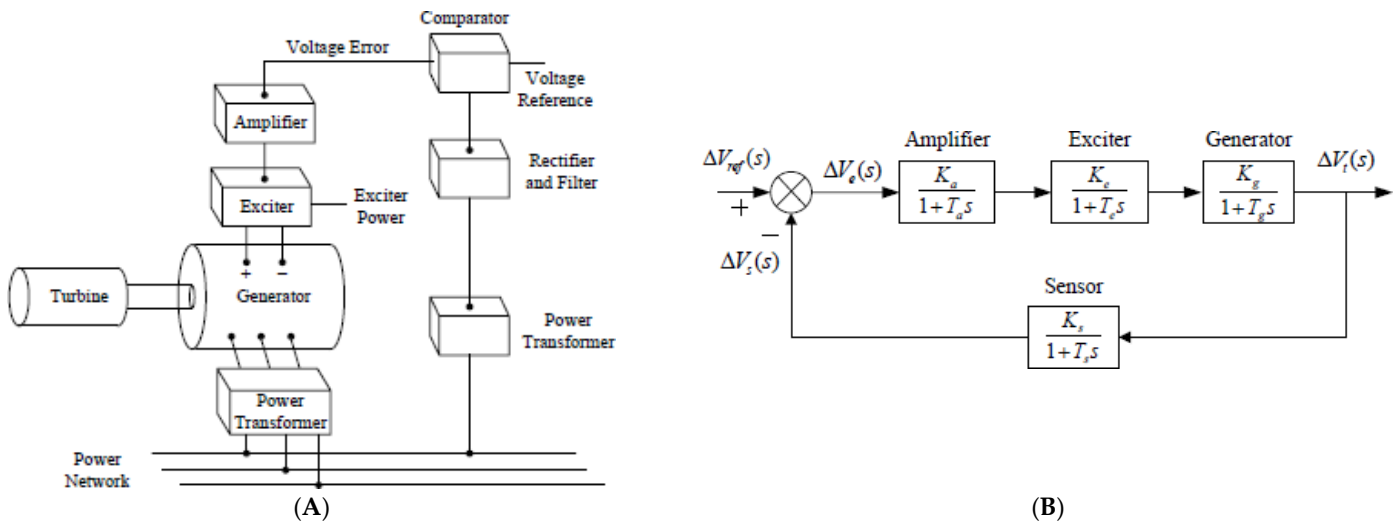 Comparator
Voltage Error
Voltage
Reference
Amplifier
Rectifier
and Filter
Exciter
Exciter
Power
+ −
Turbine
Generator
Power
Transformer
Power
Transformer
Power
Network
(A)
Amplifier
Exciter
Generator
ΔV_ref(s)
+
ΔV_e(s)
K_a
1+T_a s
K_e
1+T_e s
K_g
1+T_g s
ΔV_t(s)
−
ΔV_s(s)
Sensor
K_s
1+T_s s
(B)